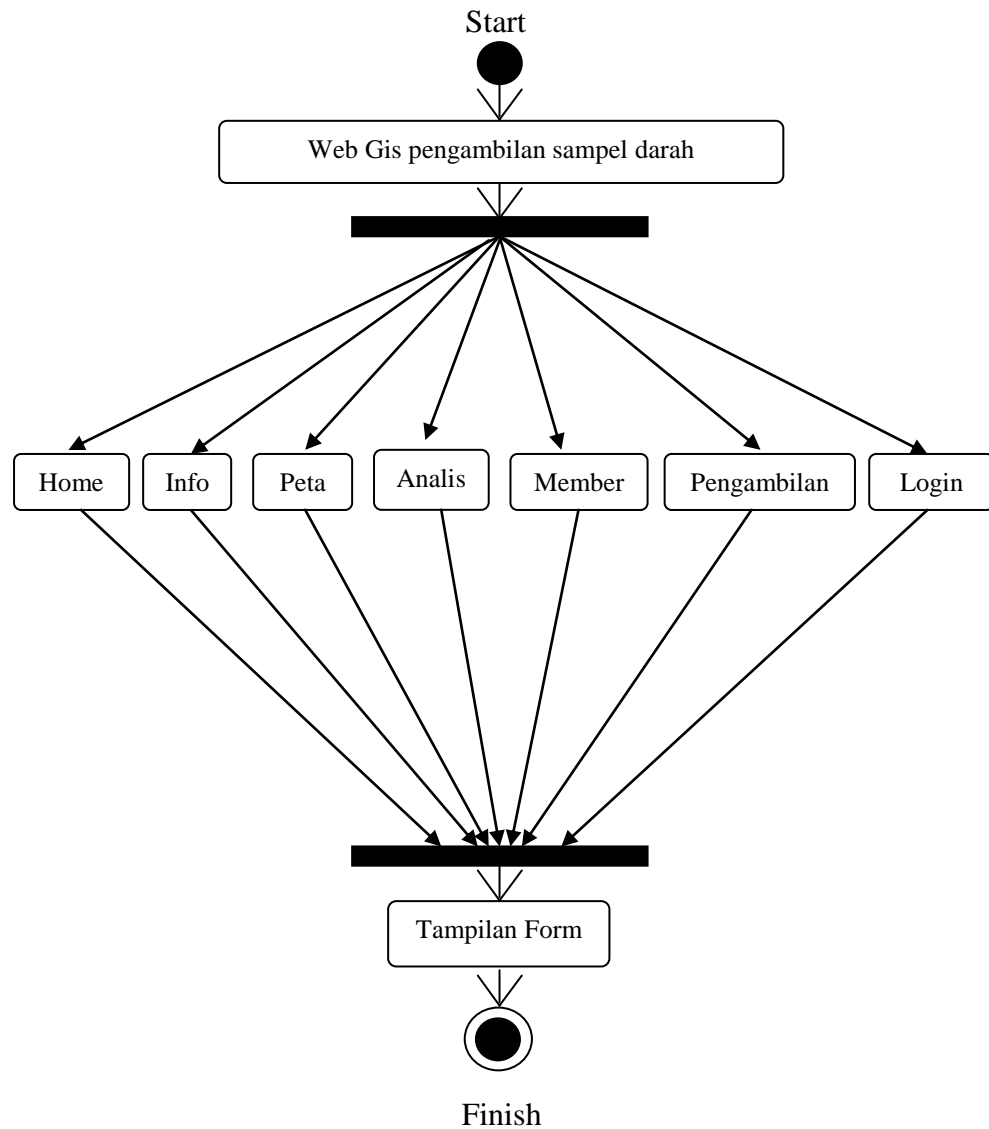 Start
Web Gis pengambilan sampel darah
Home
Info
Peta
Analis
Member
Pengambilan
Login
Tampilan Form
Finish